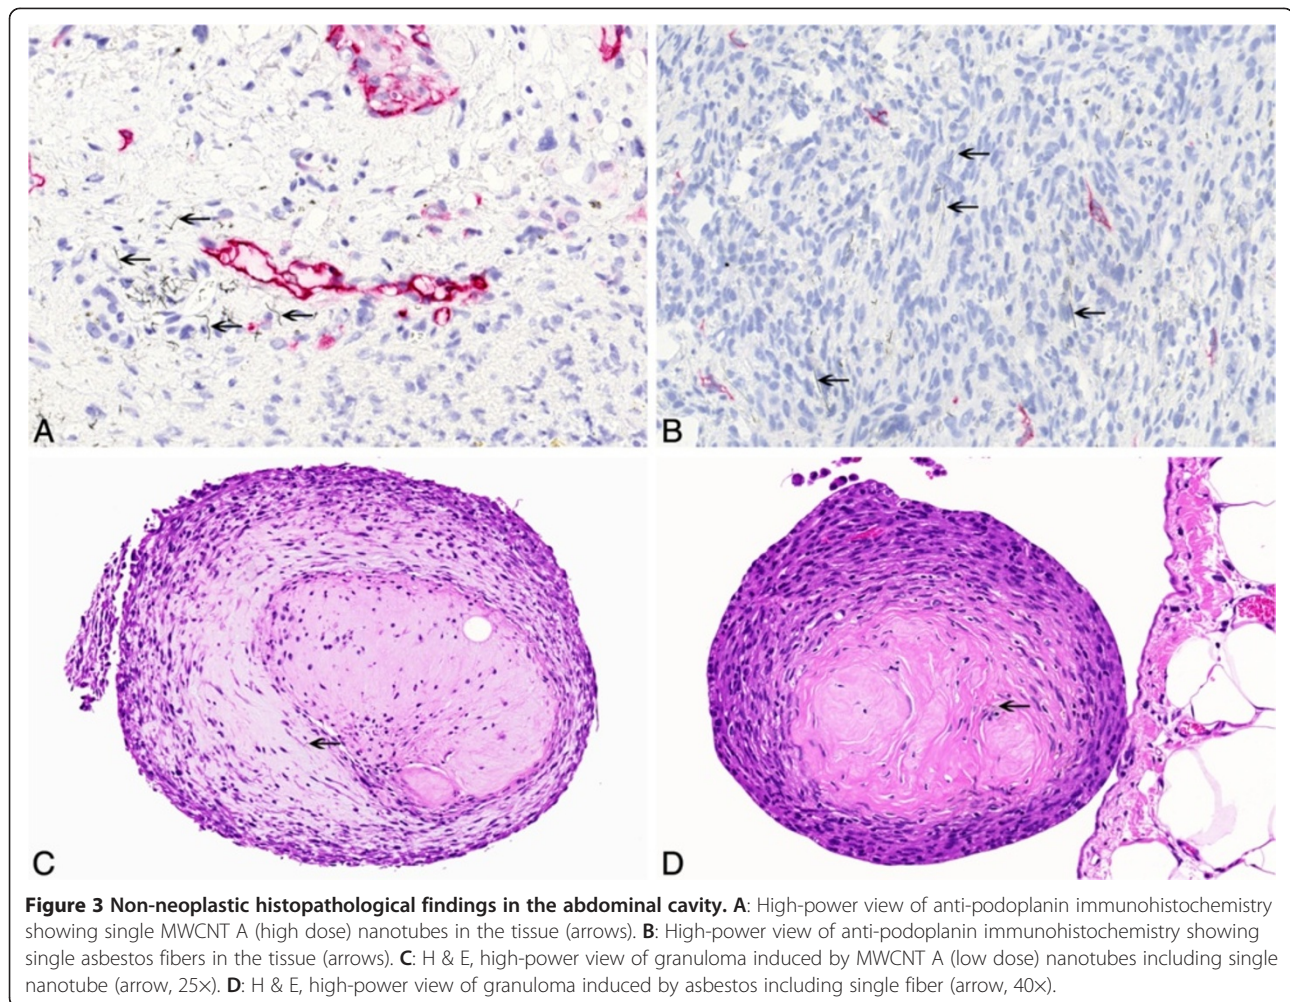 A
B
C
D
Figure 3 Non-neoplastic histopathological findings in the abdominal cavity. A: High-power view of anti-podoplanin immunohistochemistry
showing single MWCNT A (high dose) nanotubes in the tissue (arrows). B: High-power view of anti-podoplanin immunohistochemistry showing
single asbestos fibers in the tissue (arrows). C: H & E, high-power view of granuloma induced by MWCNT A (low dose) nanotubes including single
nanotube (arrow, 25×). D: H & E, high-power view of granuloma induced by asbestos including single fiber (arrow, 40×).